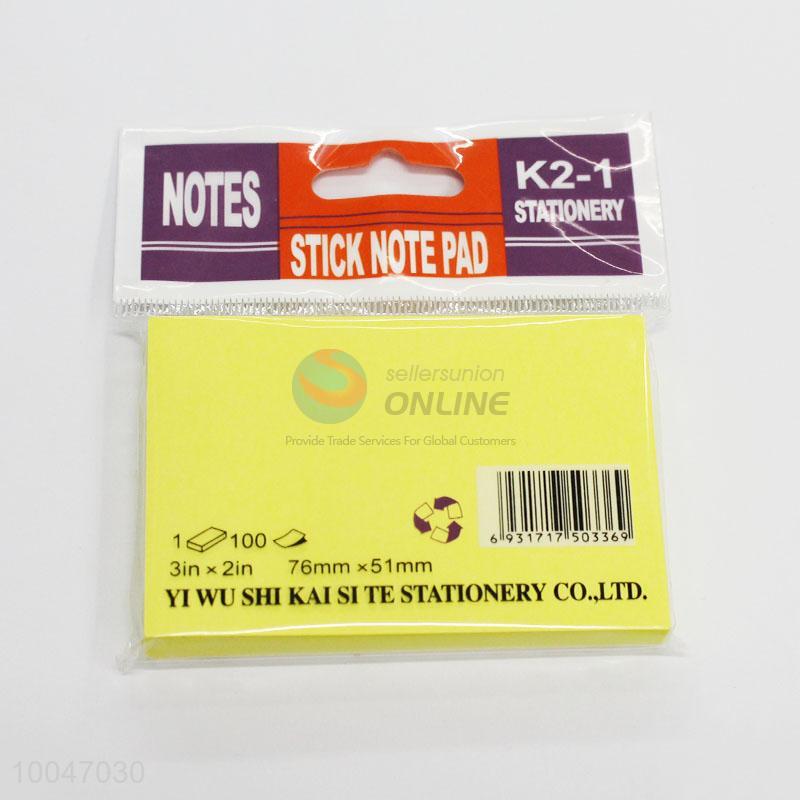 NOTES
STICK NOTE PAD
K2-1
STATIONERY
sellersunion
ONLINE
Provide Trade Services For Global Customers
1 100
3in × 2in 76mm × 51mm
6 931717 503369
YI WU SHI KAI SI TE STATIONERY CO.,LTD.
10047030